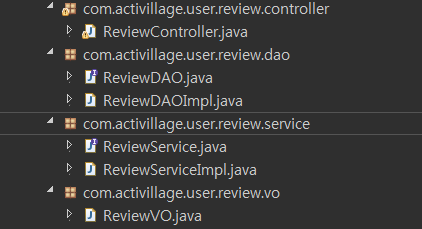 com.activillage.user.review.controller
ReviewController.java
com.activillage.user.review.dao
ReviewDAO.java
ReviewDAOImpl.java
com.activillage.user.review.service
ReviewService.java
ReviewServiceImpl.java
com.activillage.user.review.vo
ReviewVO.java